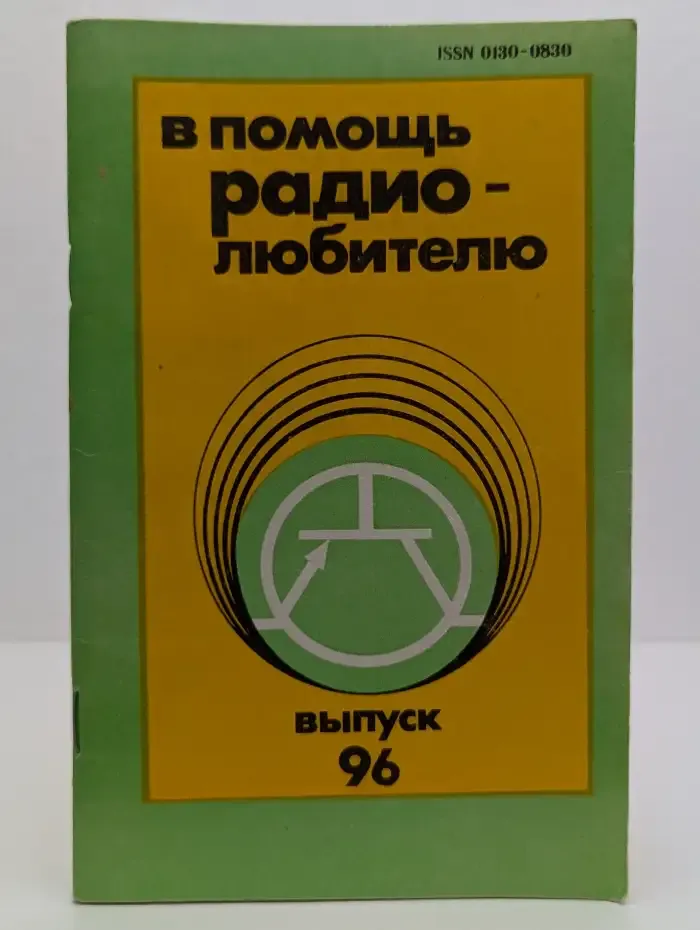 ISSN 0130-0830
в помощь
радио-
любителю
выпуск
96